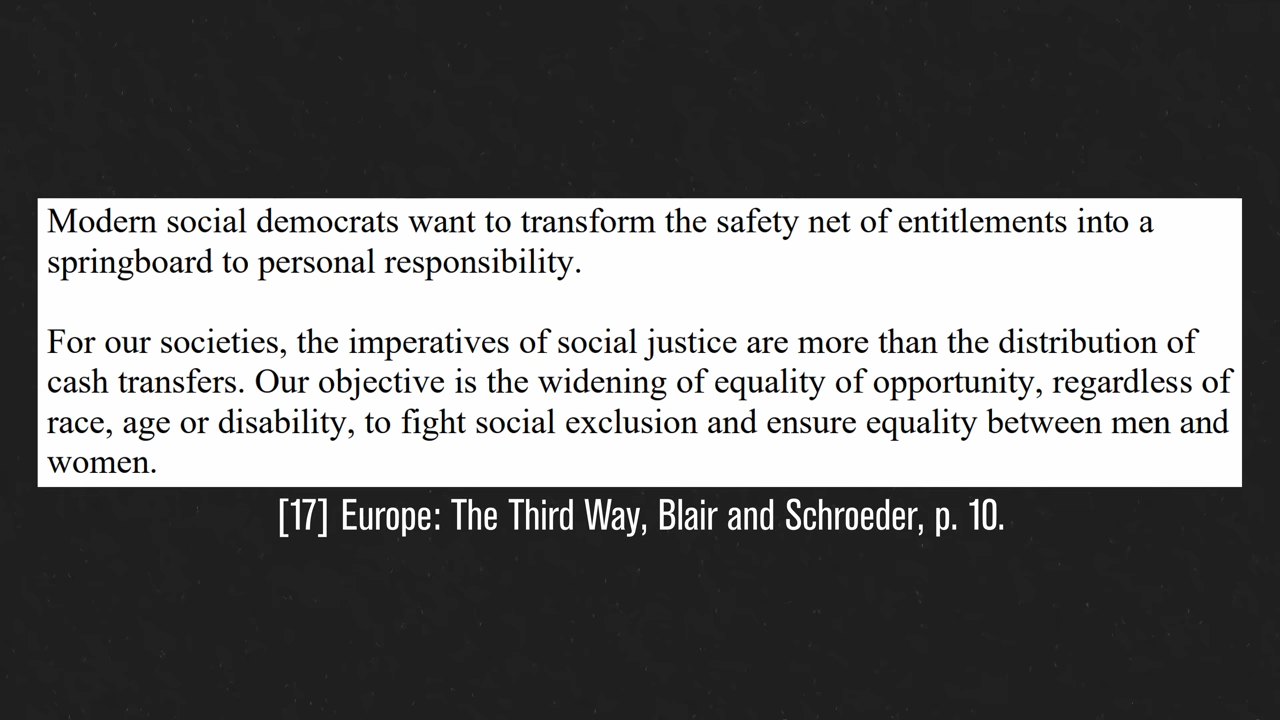 Modern social democrats want to transform the safety net of entitlements into a
springboard to personal responsibility.
For our societies, the imperatives of social justice are more than the distribution of
cash transfers. Our objective is the widening of equality of opportunity, regardless of
race, age or disability, to fight social exclusion and ensure equality between men and
women.
[17] Europe: The Third Way, Blair and Schroeder, p. 10.